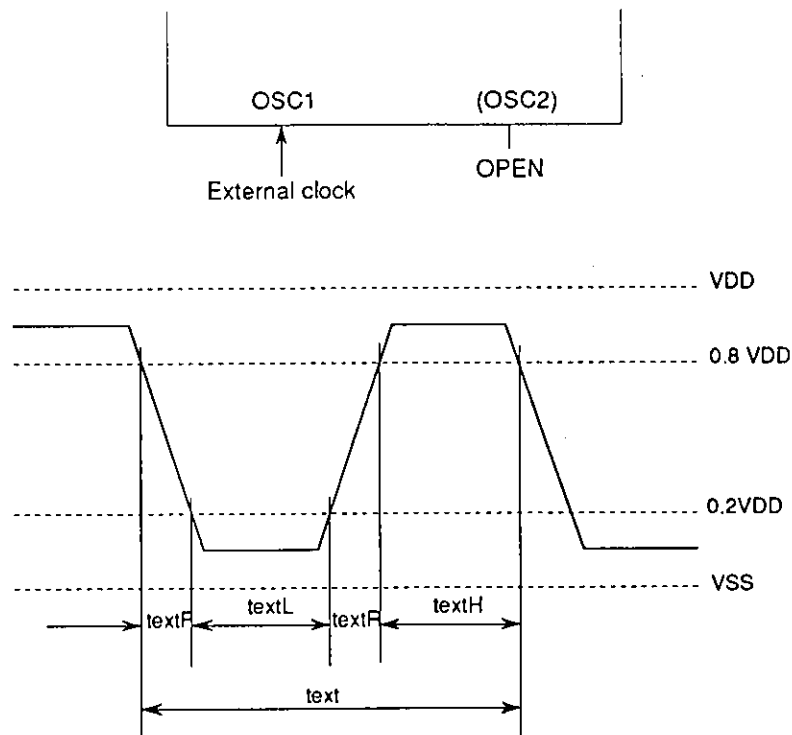 OSC1 (OSC2)
OPEN
External clock
VDD
0.8 VDD
0.2VDD
VSS
textF textL textR textH
text